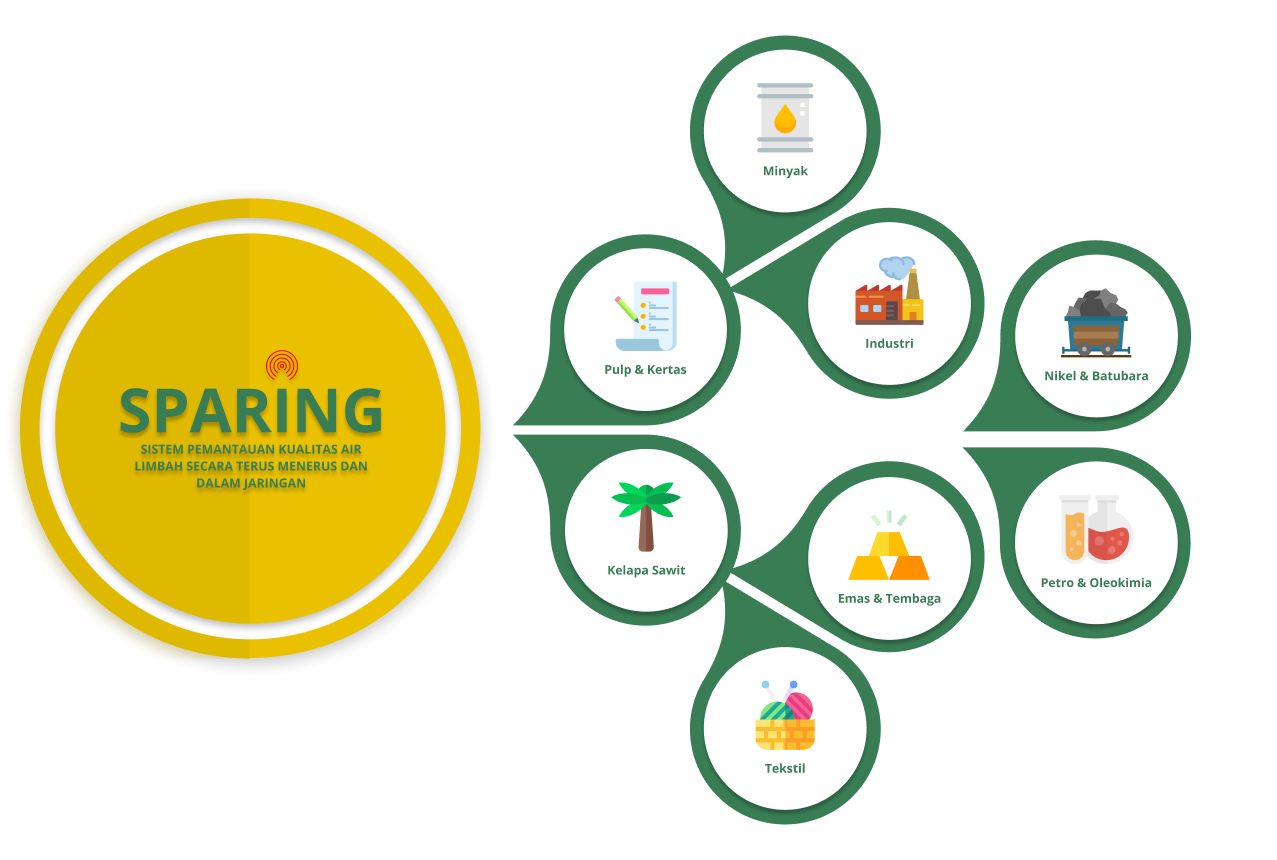 SPARING
SISTEM PEMANTAUAN KUALITAS AIR
LIMBAH SECARA TERUS MENERUS DAN
DALAM JARINGAN
Minyak
Industri
Pulp & Kertas
Nikel & Batubara
Kelapa Sawit
Emas & Tembaga
Petro & Oleokimia
Tekstil